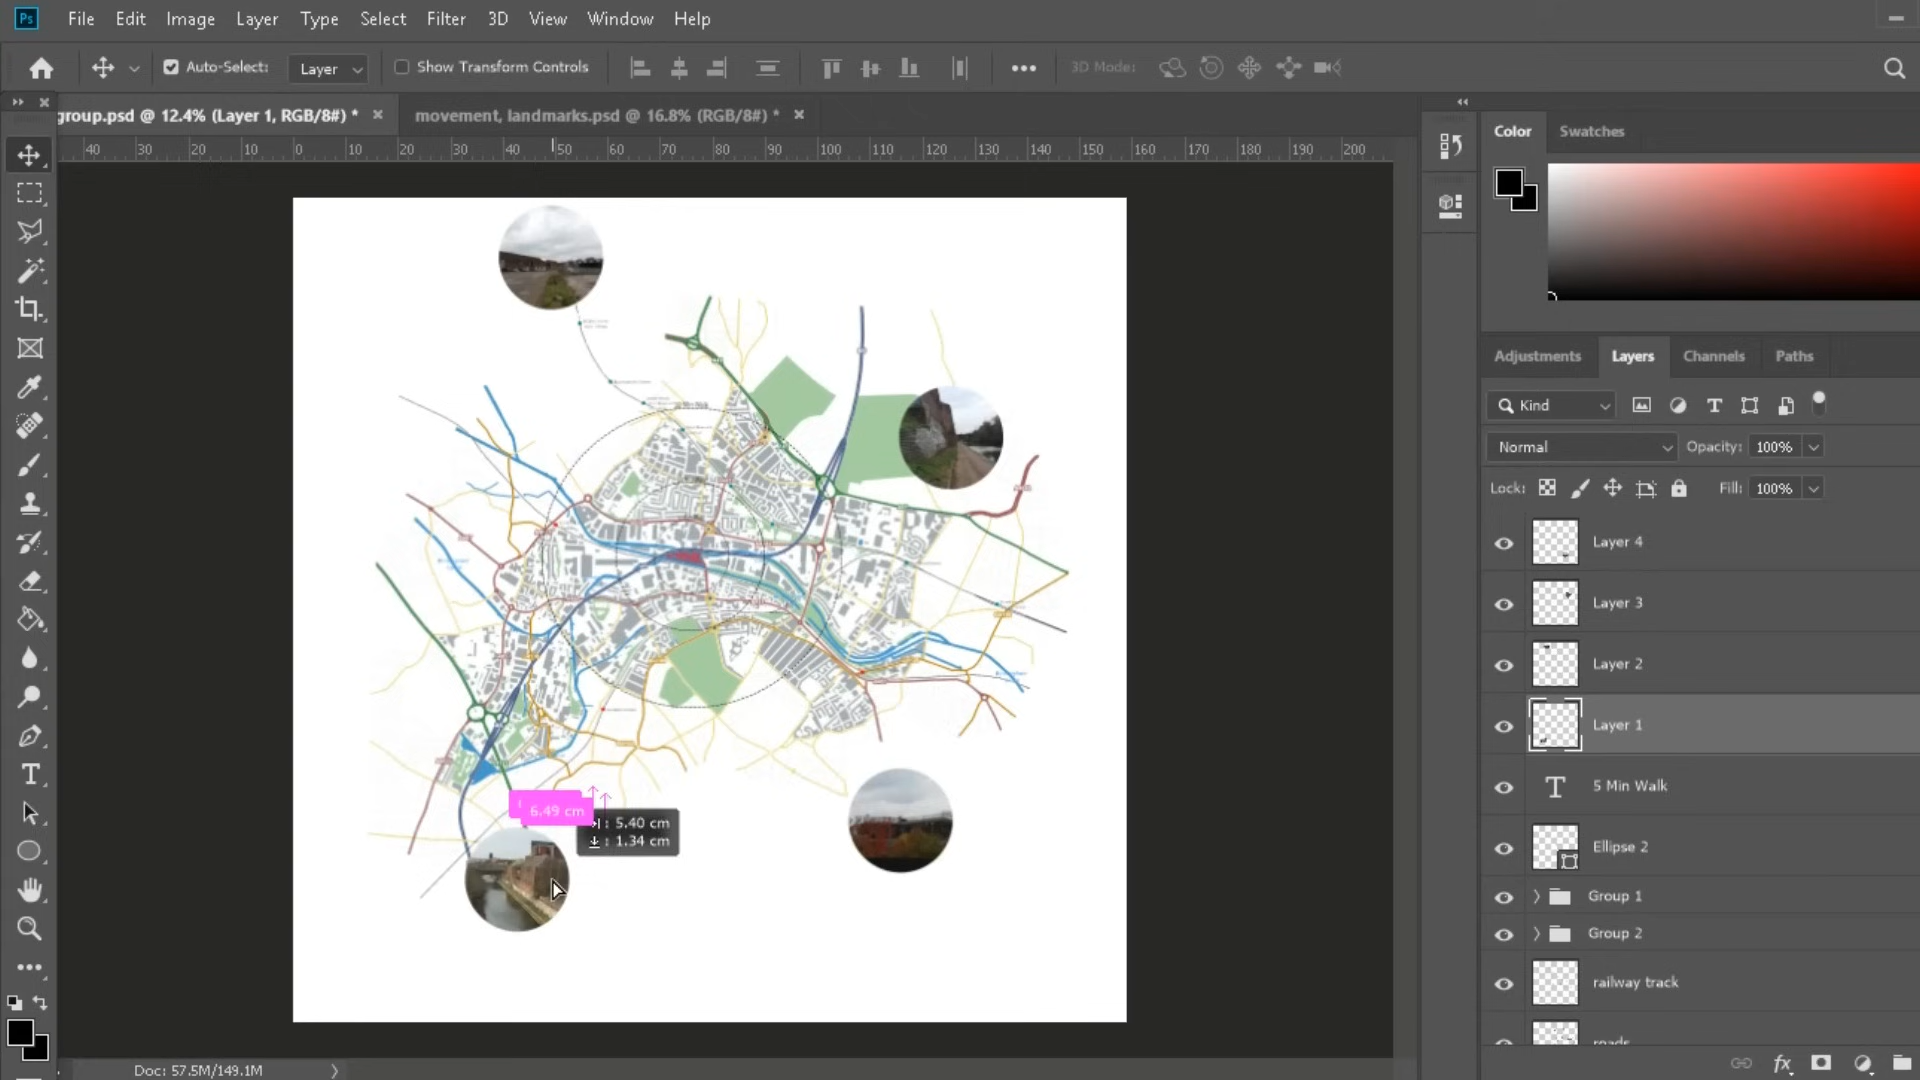 Ps File Edit Image Layer Type Select Filter 3D View Window Help
Auto-Select: Layer Show Transform Controls 3D Mode:
group.psd @ 12.4% (Layer 1, RGB/8#) * movement, landmarks.psd @ 16.8% (RGB/8#) *
40 30 20 10 0 10 20 30 40 50 60 70 80 90 100 110 120 130 140 150 160 170 180 190 200
Color Swatches
Adjustments Layers Channels Paths
Kind
Normal Opacity: 100%
Lock: Fill: 100%
Layer 4
Layer 3
Layer 2
Layer 1
5 Min Walk
Ellipse 2
Group 1
Group 2
railway track
roads
6.49 cm
: 5.40 cm
: 1.34 cm
Doc: 57.5M/149.1M